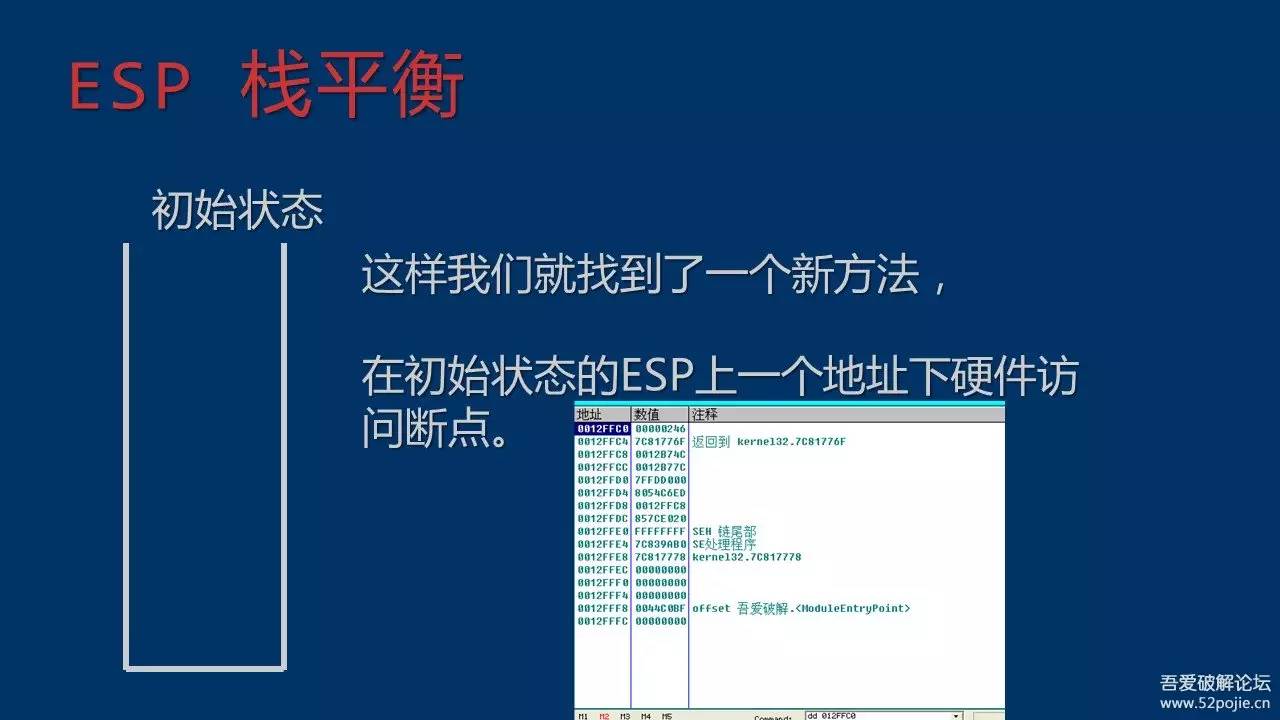 ESP 栈平衡
初始状态
这样我们就找到了一个新方法，
在初始状态的ESP上一个地址下硬件访
问断点。
地址 数值 注释
0012FFC0 00000246
0012FFC4 7C81776F 返回到 kernel32.7C81776F
0012FFC8 0012B74C
0012FFCC 0012B77C
0012FFD0 7FFDD000
0012FFD4 8054C6ED
0012FFD8 0012FFC8
0012FFDC 857CE020
0012FFE0 FFFFFFFF SEH 链尾部
0012FFE4 7C839AB0 SE处理程序
0012FFE8 7C817778 kernel32.7C817778
0012FFEC 00000000
0012FFF0 00000000
0012FFF4 00000000
0012FFF8 0044C0BF offset 吾爱破解.<ModuleEntryPoint>
0012FFFC 00000000
M1 M2 M3 M4 M5 Command: dd 012FFC0
吾爱破解论坛
www.52pojie.cn